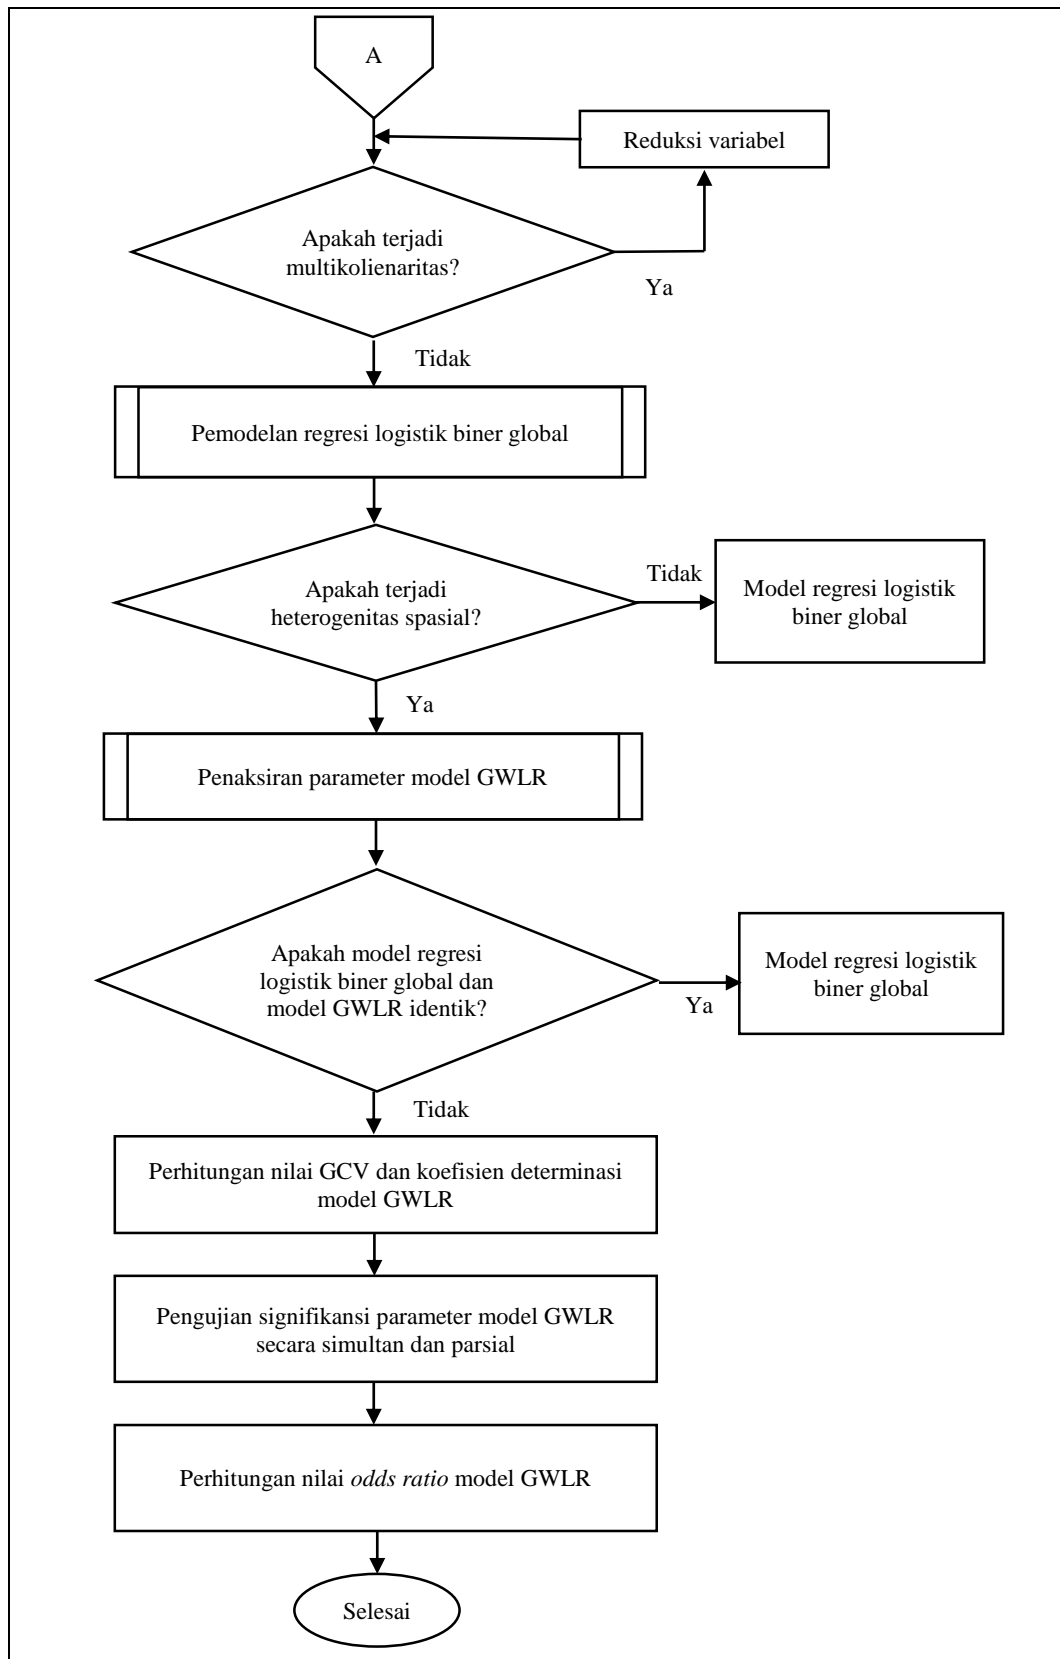 A
Reduksi variabel
Apakah terjadi
multikolienaritas?
Ya
Tidak
Pemodelan regresi logistik biner global
Apakah terjadi
heterogenitas spasial?
Tidak
Model regresi logistik
biner global
Ya
Penaksiran parameter model GWLR
Apakah model regresi
logistik biner global dan
model GWLR identik?
Ya
Model regresi logistik
biner global
Tidak
Perhitungan nilai GCV dan koefisien determinasi
model GWLR
Pengujian signifikansi parameter model GWLR
secara simultan dan parsial
Perhitungan nilai odds ratio model GWLR
Selesai